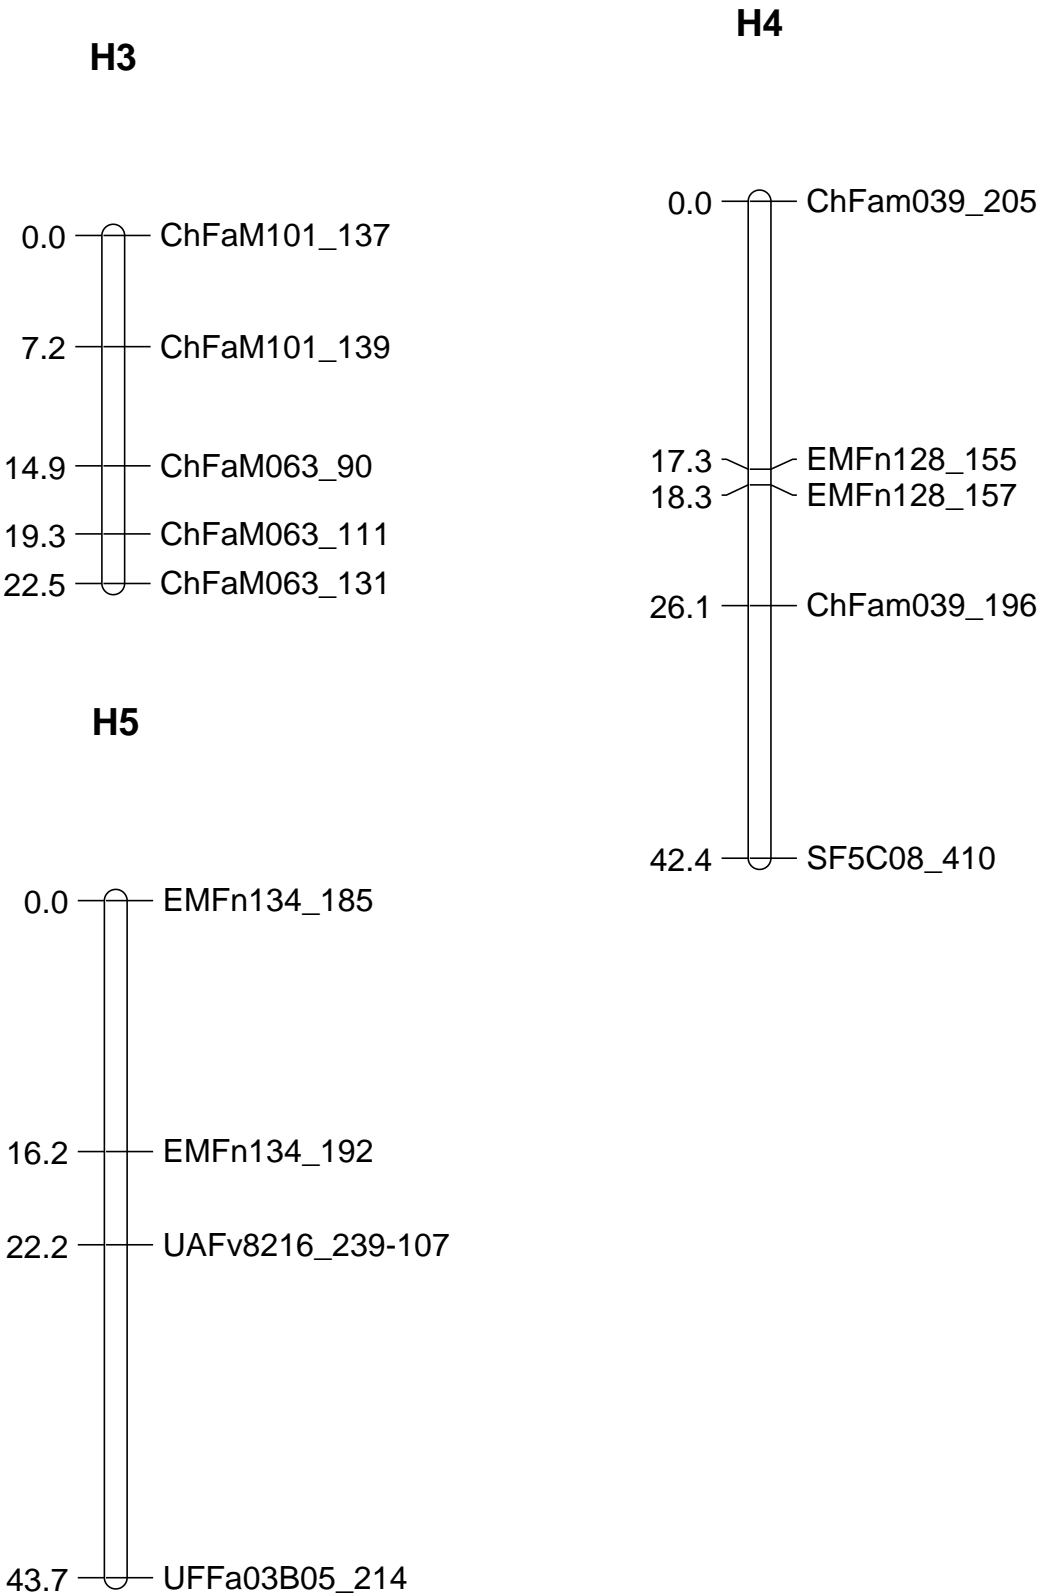 H3
0.0 ChFaM101_137
7.2 ChFaM101_139
14.9 ChFaM063_90
19.3 ChFaM063_111
22.5 ChFaM063_131
H4
0.0 ChFam039_205
17.3 EMFn128_155
18.3 EMFn128_157
26.1 ChFam039_196
42.4 SF5C08_410
H5
0.0 EMFn134_185
16.2 EMFn134_192
22.2 UAFv8216_239-107
43.7 UFFa03B05_214